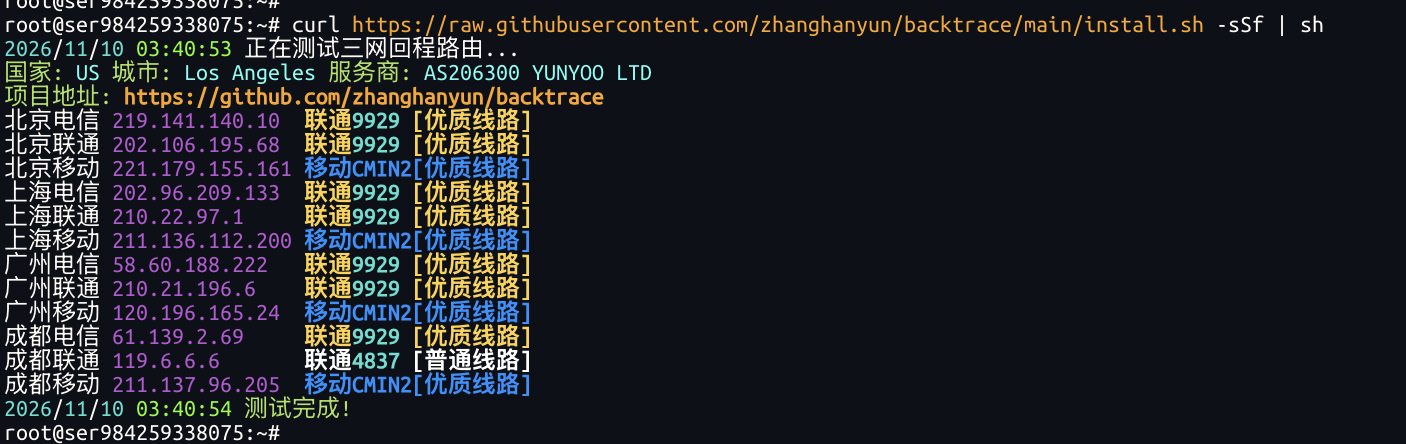 root@ser984259338075:~#
root@ser984259338075:~# curl https://raw.githubusercontent.com/zhanghanyun/backtrace/main/install.sh -sSf | sh
2026/11/10 03:40:53 正在测试三网回程路由...
国家: US 城市: Los Angeles 服务商: AS206300 YUNYOO LTD
项目地址: https://github.com/zhanghanyun/backtrace
北京电信 219.141.140.10 联通9929 [优质线路]
北京联通 202.106.195.68 联通9929 [优质线路]
北京移动 221.179.155.161 移动CMIN2[优质线路]
上海电信 202.96.209.133 联通9929 [优质线路]
上海联通 210.22.97.1 联通9929 [优质线路]
上海移动 211.136.112.200 移动CMIN2[优质线路]
广州电信 58.60.188.222 联通9929 [优质线路]
广州联通 210.21.196.6 联通9929 [优质线路]
广州移动 120.196.165.24 移动CMIN2[优质线路]
成都电信 61.139.2.69 联通9929 [优质线路]
成都联通 119.6.6.6 联通4837 [普通线路]
成都移动 211.137.96.205 移动CMIN2[优质线路]
2026/11/10 03:40:54 测试完成!
root@ser984259338075:~#